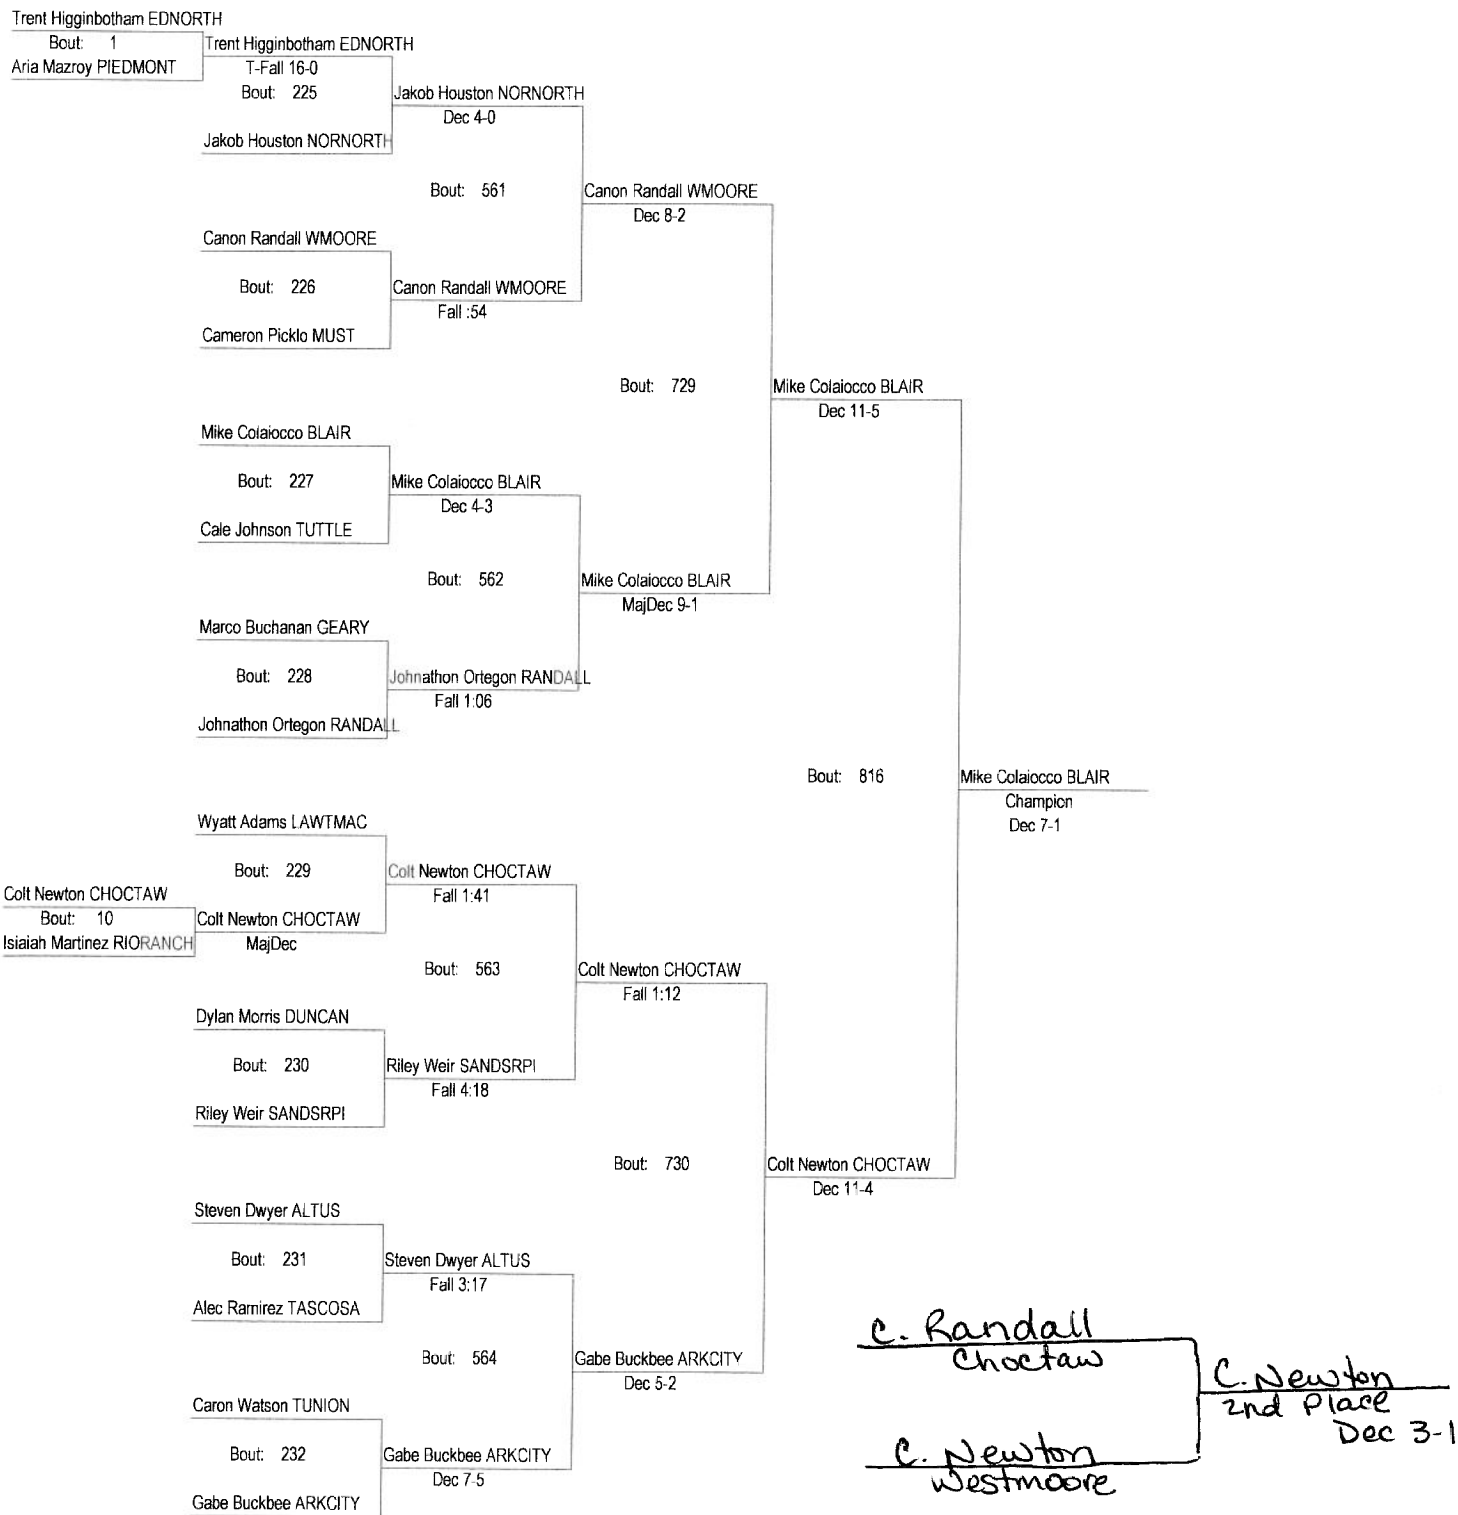 Trent Higginbotham EDNORTH
Bout: 1
Aria Mazroy PIEDMONT
Trent Higginbotham EDNORTH
T-Fall 16-0
Bout: 225
Jakob Houston NORNORTH
Jakob Houston NORNORTH
Dec 4-0
Bout: 561
Canon Randall WMOORE
Dec 8-2
Canon Randall WMOORE
Bout: 226
Canon Randall WMOORE
Fall :54
Cameron Picklo MUST
Bout: 729
Mike Colaiocco BLAIR
Dec 11-5
Mike Colaiocco BLAIR
Bout: 227
Mike Colaiocco BLAIR
Dec 4-3
Cale Johnson TUTTLE
Bout: 562
Mike Colaiocco BLAIR
MajDec 9-1
Marco Buchanan GEARY
Bout: 228
Johnathon Ortegon RANDALL
Fall 1:06
Johnathon Ortegon RANDALL
Bout: 816
Mike Colaiocco BLAIR
Champion
Dec 7-1
Wyatt Adams LAWTMAC
Bout: 229
Colt Newton CHOCTAW
Fall 1:41
Colt Newton CHOCTAW
Bout: 10
Isiaiah Martinez RIORANCH
Colt Newton CHOCTAW
MajDec
Bout: 563
Colt Newton CHOCTAW
Fall 1:12
Dylan Morris DUNCAN
Bout: 230
Riley Weir SANDSRPI
Fall 4:18
Riley Weir SANDSRPI
Bout: 730
Colt Newton CHOCTAW
Dec 11-4
Steven Dwyer ALTUS
Bout: 231
Steven Dwyer ALTUS
Fall 3:17
Alec Ramirez TASCOSA
Bout: 564
Gabe Buckbee ARKCITY
Dec 5-2
Caron Watson TUNION
Bout: 232
Gabe Buckbee ARKCITY
Dec 7-5
Gabe Buckbee ARKCITY
C. Randall
Choctaw
C. Newton
2nd Place
Dec 3-1
C. Newton
Westmoore